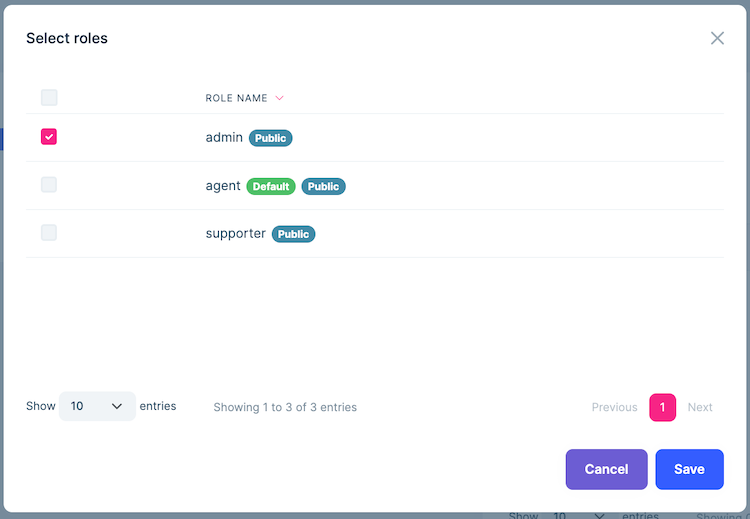 Select roles
ROLE NAME
admin Public
agent Default Public
supporter Public
Show 10 entries Showing 1 to 3 of 3 entries Previous 1 Next
Cancel Save
Show 10 entries Showing